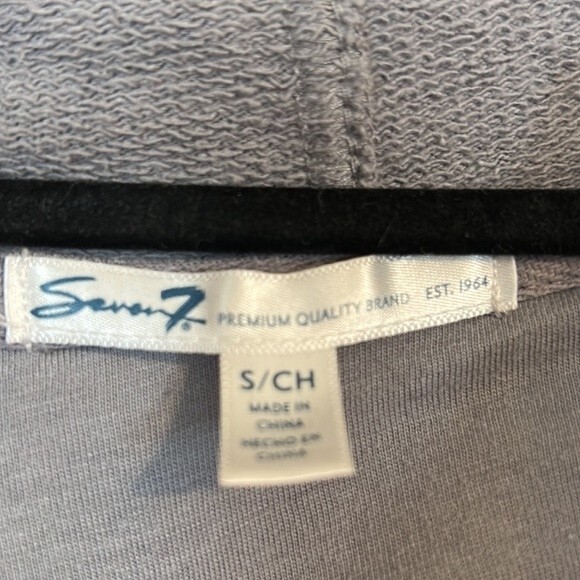 Seven7® PREMIUM QUALITY BRAND EST. 1964
S/CH
MADE IN
CHINA
HECHO EN
CHINA